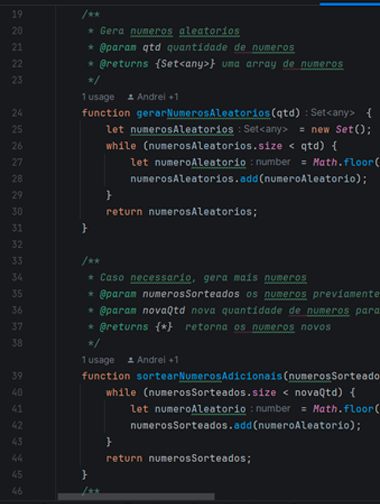 19 /**
20 * Gera numeros aleatorios
21 * @param qtd quantidade de numeros
22 * @returns {Set<any>} uma array de numeros
23 */
1 usage Andrei +1
24 function gerarNumerosAleatorios(qtd) : Set<any> {
25 let numerosAleatorios : Set<any> = new Set();
26 while (numerosAleatorios.size < qtd) {
27 let numeroAleatorio : number = Math.floor(
28 numerosAleatorios.add(numeroAleatorio);
29 }
30 return numerosAleatorios;
31 }
32
33 /**
34 * Caso necessario, gera mais numeros
35 * @param numerosSorteados os numeros previamente
36 * @param novaQtd nova quantidade de numeros para
37 * @returns {*} retorna os numeros novos
38 */
1 usage Andrei +1
39 function sortearNumerosAdicionais(numerosSorteado
40 while (numerosSorteados.size < novaQtd) {
41 let numeroAleatorio : number = Math.floor(
42 numerosSorteados.add(numeroAleatorio);
43 }
44 return numerosSorteados;
45 }
46 /**